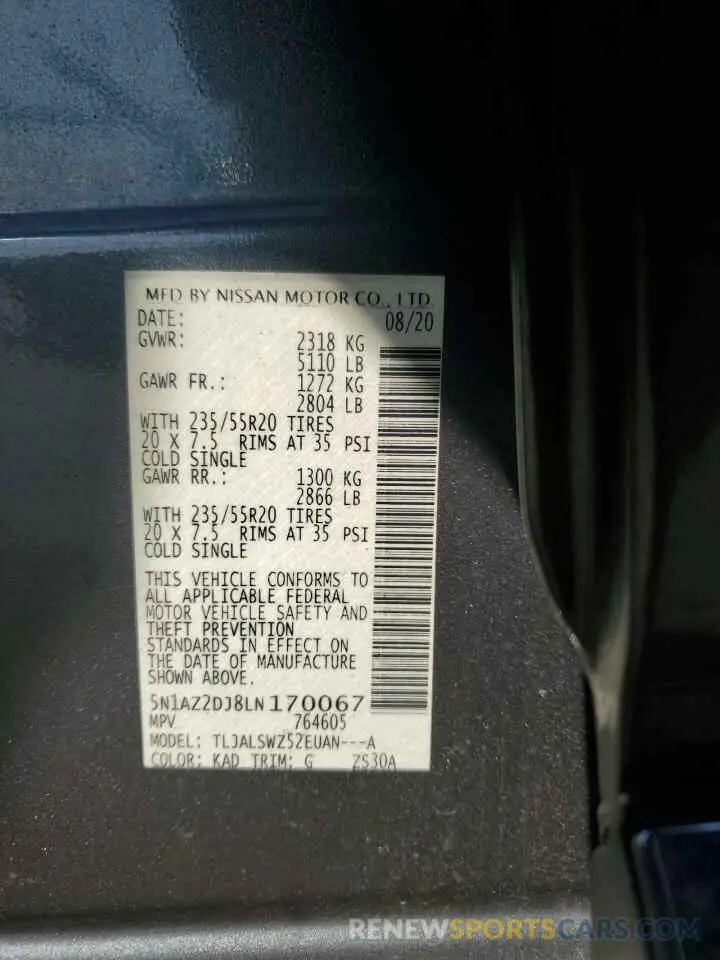 MFD BY NISSAN MOTOR CO., LTD.
DATE: 08/20
GVWR: 2318 KG
5110 LB
GAWR FR.: 1272 KG
2804 LB
WITH 235/55R20 TIRES
20 X 7.5 RIMS AT 35 PSI
COLD SINGLE
GAWR RR.: 1300 KG
2866 LB
WITH 235/55R20 TIRES
20 X 7.5 RIMS AT 35 PSI
COLD SINGLE
THIS VEHICLE CONFORMS TO
ALL APPLICABLE FEDERAL
MOTOR VEHICLE SAFETY AND
THEFT PREVENTION
STANDARDS IN EFFECT ON
THE DATE OF MANUFACTURE
SHOWN ABOVE.
5N1AZ2DJ8LN170067
MPV 764605
MODEL: TLJALSWZ52EUAN---A
COLOR: KAD TRIM: G ZS30A
RENEWSPORTSCARS.COM